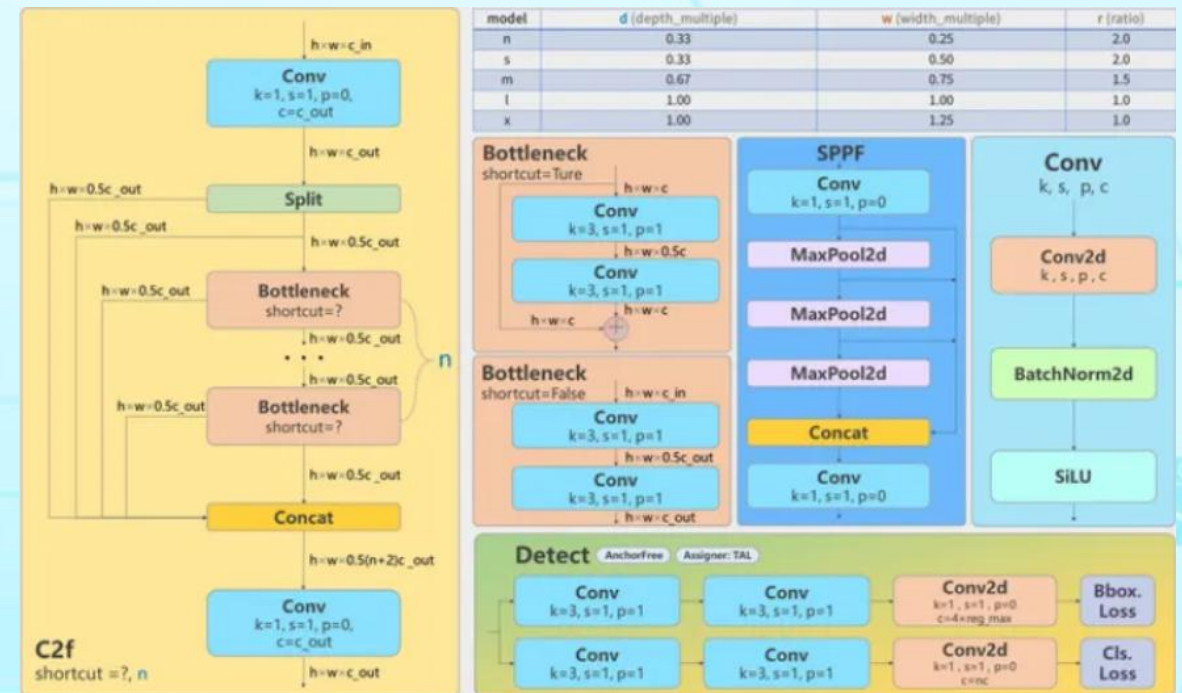 h×w×c_in
Conv
k=1, s=1, p=0,
c=c_out
h×w×c_out
h×w×0.5c_out
Split
h×w×0.5c_out
h×w×0.5c_out
h×w×0.5c_out
Bottleneck
shortcut=?
h×w×0.5c_out
. . .
n
h×w×0.5c_out
h×w×0.5c_out
Bottleneck
shortcut=?
h×w×0.5c_out
Concat
h×w×0.5(n+2)c_out
Conv
k=1, s=1, p=0,
c=c_out
C2f
shortcut =?, n
h×w×c_out
model d (depth_multiple) w (width_multiple) r (ratio)
n 0.33 0.25 2.0
s 0.33 0.50 2.0
m 0.67 0.75 1.5
l 1.00 1.00 1.0
x 1.00 1.25 1.0
Bottleneck
shortcut=Ture
h×w×c
Conv
k=3, s=1, p=1
h×w×0.5c
Conv
k=3, s=1, p=1
h×w×c
h×w×c
+
Bottleneck
shortcut=False
h×w×c_in
Conv
k=3, s=1, p=1
h×w×0.5c_out
Conv
k=3, s=1, p=1
h×w×c_out
SPPF
Conv
k=1, s=1, p=0
MaxPool2d
MaxPool2d
MaxPool2d
Concat
Conv
k=1, s=1, p=0
Conv
k, s, p, c
Conv2d
k, s, p, c
BatchNorm2d
SiLU
Detect AnchorFree Assigner: TAL
Conv
k=3, s=1, p=1
Conv
k=3, s=1, p=1
Conv2d
k=1, s=1, p=0
c=4×reg_max
Bbox.
Loss
Conv
k=3, s=1, p=1
Conv
k=3, s=1, p=1
Conv2d
k=1, s=1, p=0
c=nc
Cls.
Loss